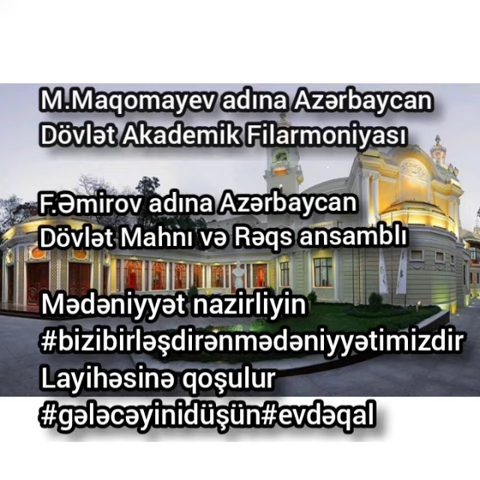 M.Maqomayev adına Azərbaycan
Dövlət Akademik Filarmoniyası
F.Əmirov adına Azərbaycan
Dövlət Mahnı və Rəqs ansamblı
Mədəniyyət nazirliyin
#bizibirləşdirənmədəniyyətimizdir
Layihəsinə qoşulur
#gələcəyinidüşün#evdəqal